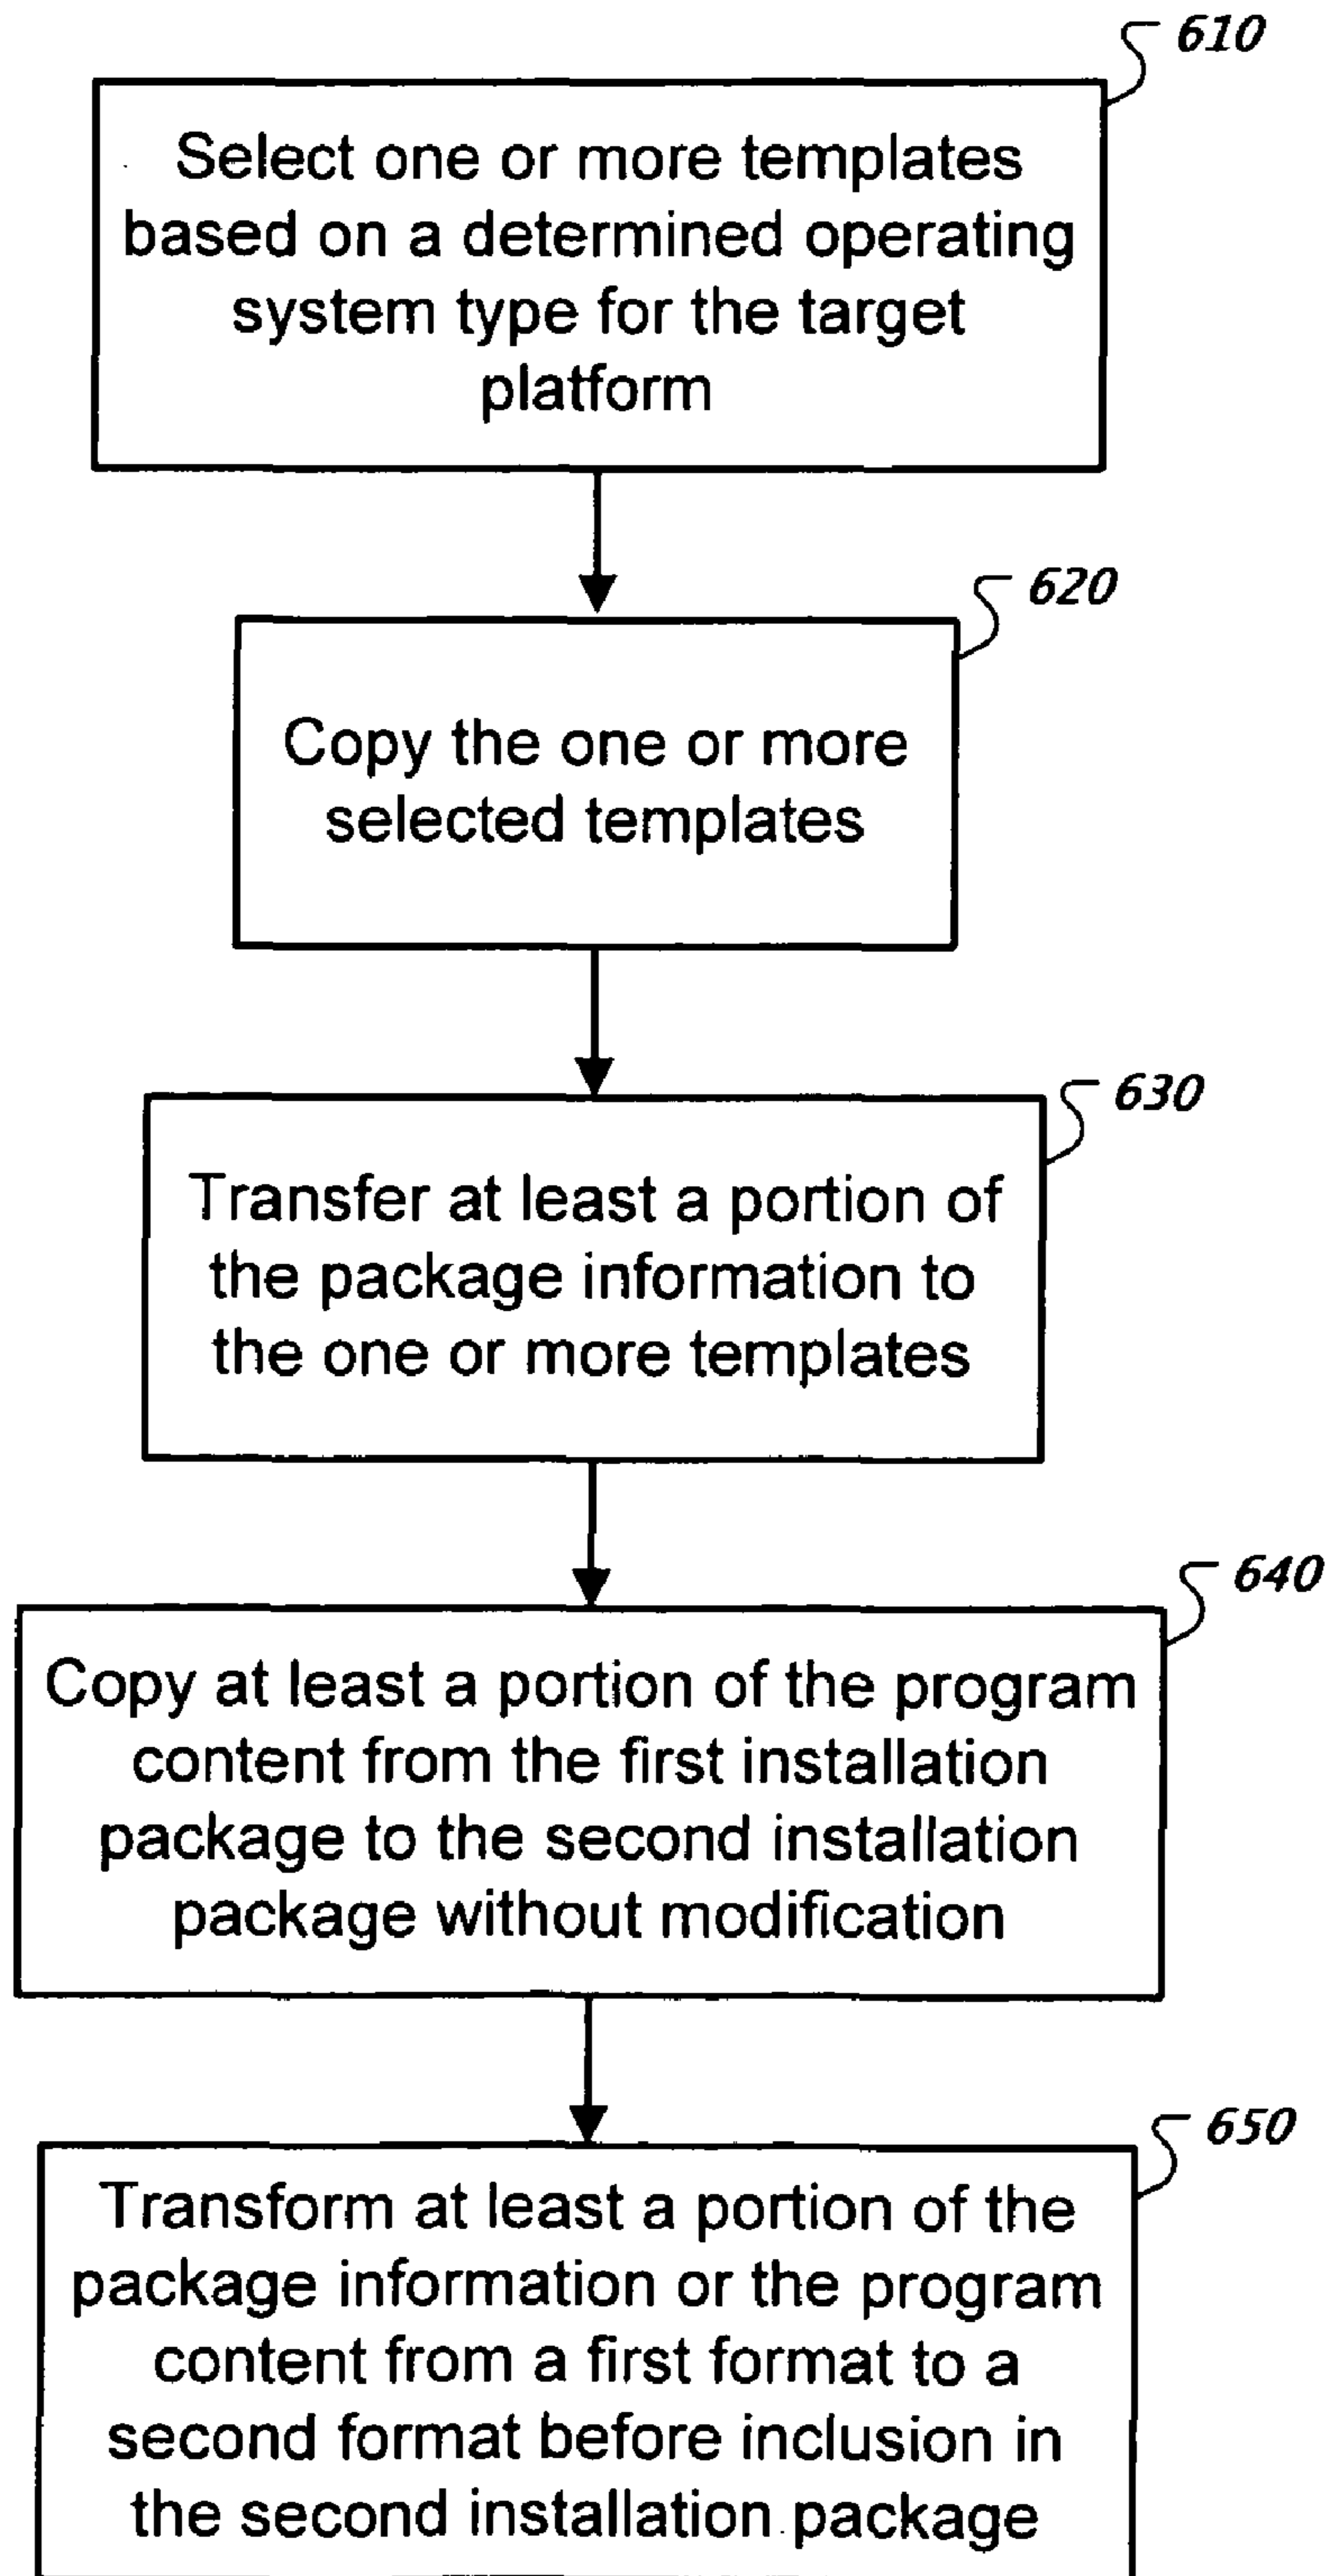 610
Select one or more templates
based on a determined operating
system type for the target
platform
620
Copy the one or more
selected templates
630
Transfer at least a portion of
the package information to
the one or more templates
640
Copy at least a portion of the program
content from the first installation
package to the second installation
package without modification
650
Transform at least a portion of the
package information or the program
content from a first format to a
second format before inclusion in
the second installation package